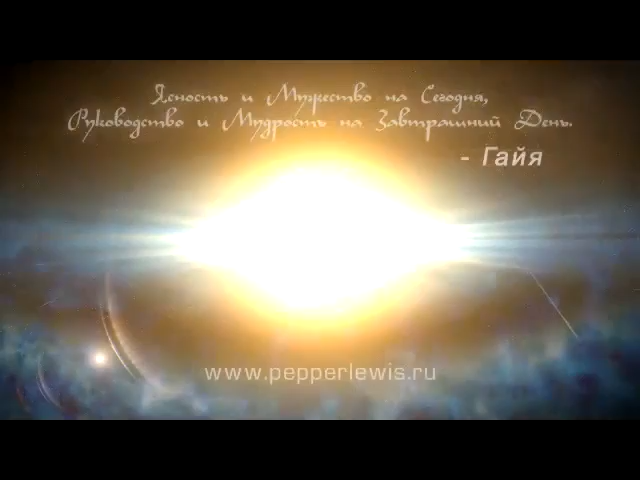 Ясность и Мужество на Сегодня,
Руководство и Мудрость на Завтрашний День.
- Гайя
www.pepperlewis.ru